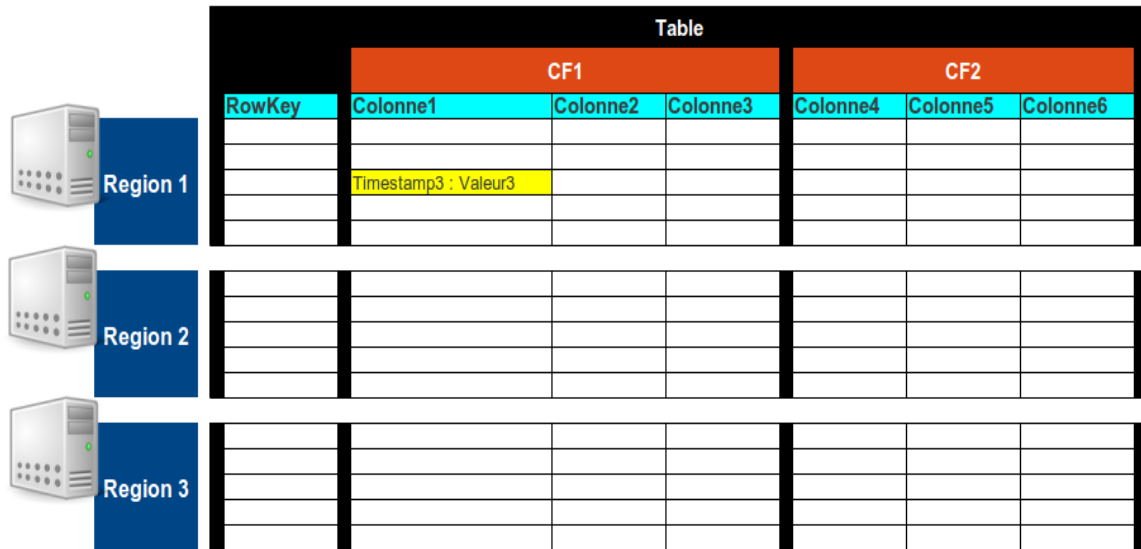 Table
CF1 CF2
RowKey Colonne1 Colonne2 Colonne3 Colonne4 Colonne5 Colonne6
Region 1 Timestamp3 : Valeur3
Region 2
Region 3